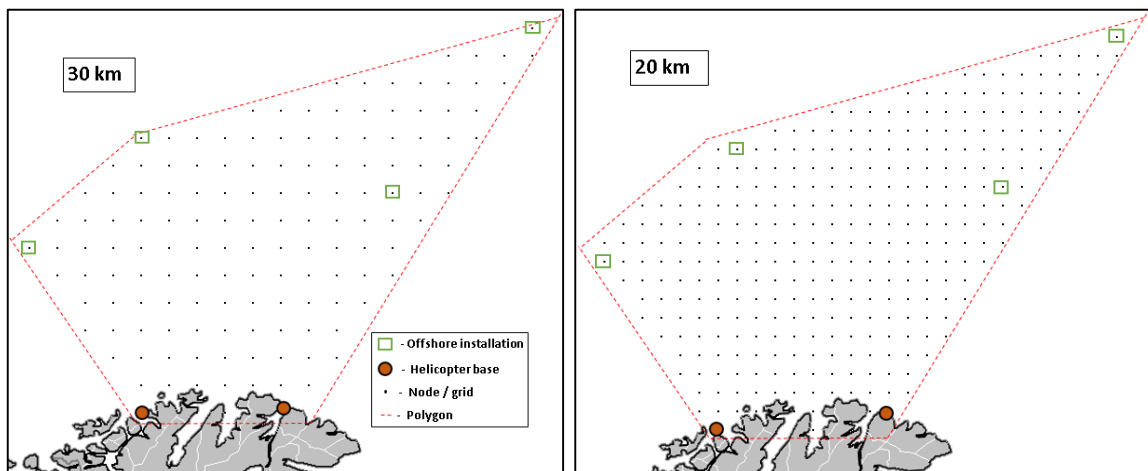 30 km
20 km
- Offshore installation
- Helicopter base
- Node / grid
- Polygon